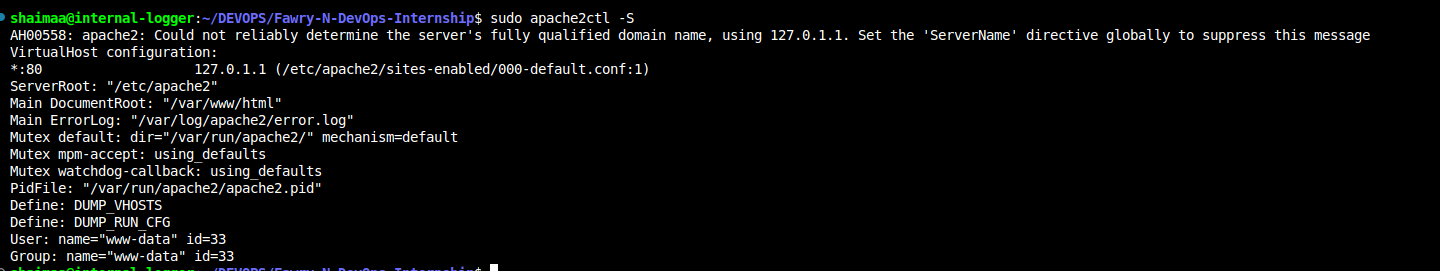 shaimaa@internal-logger:~/DEVOPS/Fawry-N-DevOps-Internship$ sudo apache2ctl -S
AH00558: apache2: Could not reliably determine the server's fully qualified domain name, using 127.0.1.1. Set the 'ServerName' directive globally to suppress this message
VirtualHost configuration:
*:80                   127.0.1.1 (/etc/apache2/sites-enabled/000-default.conf:1)
ServerRoot: "/etc/apache2"
Main DocumentRoot: "/var/www/html"
Main ErrorLog: "/var/log/apache2/error.log"
Mutex default: dir="/var/run/apache2/" mechanism=default
Mutex mpm-accept: using_defaults
Mutex watchdog-callback: using_defaults
PidFile: "/var/run/apache2/apache2.pid"
Define: DUMP_VHOSTS
Define: DUMP_RUN_CFG
User: name="www-data" id=33
Group: name="www-data" id=33
shaimaa@internal-logger:~/DEVOPS/Fawry-N-DevOps-Internship$